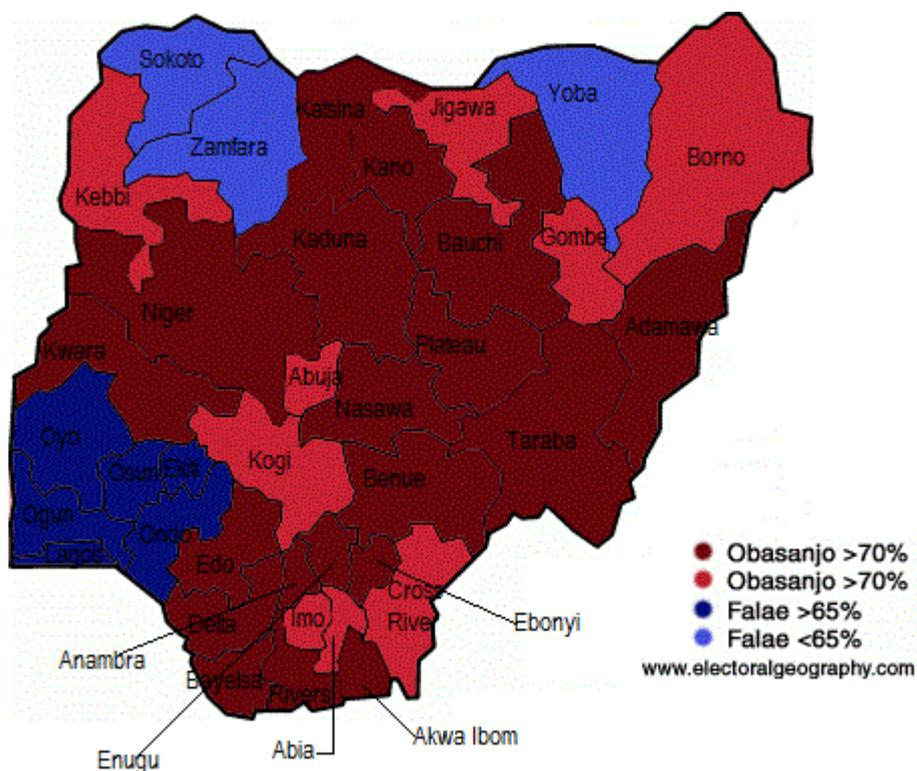 Sokoto
Yoba
Katsina
Jigawa
Zamfara
Kano
Borno
Kebbi
Kaduna
Bauchi
Gombe
Niger
Adamawa
Kwara
Plateau
Abuja
Nasawa
Oyo
Taraba
Osun
Ekiti
Kogi
Benue
Ogun
Ondo
Lagos
Edo
Cross
River
Imo
Delta
Ebonyi
Anambra
Bayelsa
Rivers
Akwa Ibom
Abia
Enugu
Obasanjo >70%
Obasanjo >70%
Falae >65%
Falae <65%
www.electoralgeography.com